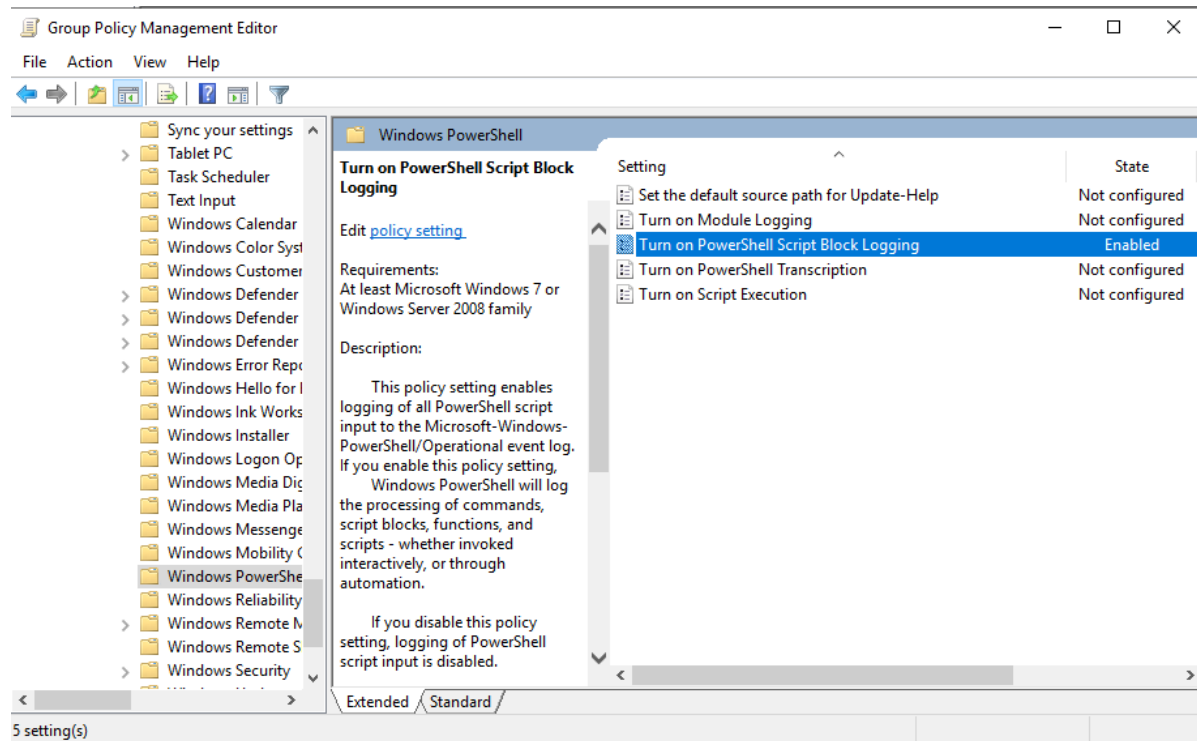 Group Policy Management Editor
File Action View Help
Sync your settings
Tablet PC
Task Scheduler
Text Input
Windows Calendar
Windows Color Syst
Windows Customer
Windows Defender
Windows Defender
Windows Defender
Windows Error Repo
Windows Hello for
Windows Ink Works
Windows Installer
Windows Logon Op
Windows Media Dig
Windows Media Pla
Windows Messenge
Windows Mobility
Windows PowerShe
Windows Reliability
Windows Remote
Windows Remote S
Windows Security
Windows PowerShell
Turn on PowerShell Script Block
Logging
Edit policy setting
Requirements:
At least Microsoft Windows 7 or
Windows Server 2008 family
Description:
This policy setting enables
logging of all PowerShell script
input to the Microsoft-Windows-
PowerShell/Operational event log.
If you enable this policy setting,
Windows PowerShell will log
the processing of commands,
script blocks, functions, and
scripts - whether invoked
interactively, or through
automation.
If you disable this policy
setting, logging of PowerShell
script input is disabled.
Setting State
Set the default source path for Update-Help Not configured
Turn on Module Logging Not configured
Turn on PowerShell Script Block Logging Enabled
Turn on PowerShell Transcription Not configured
Turn on Script Execution Not configured
Extended Standard
5 setting(s)